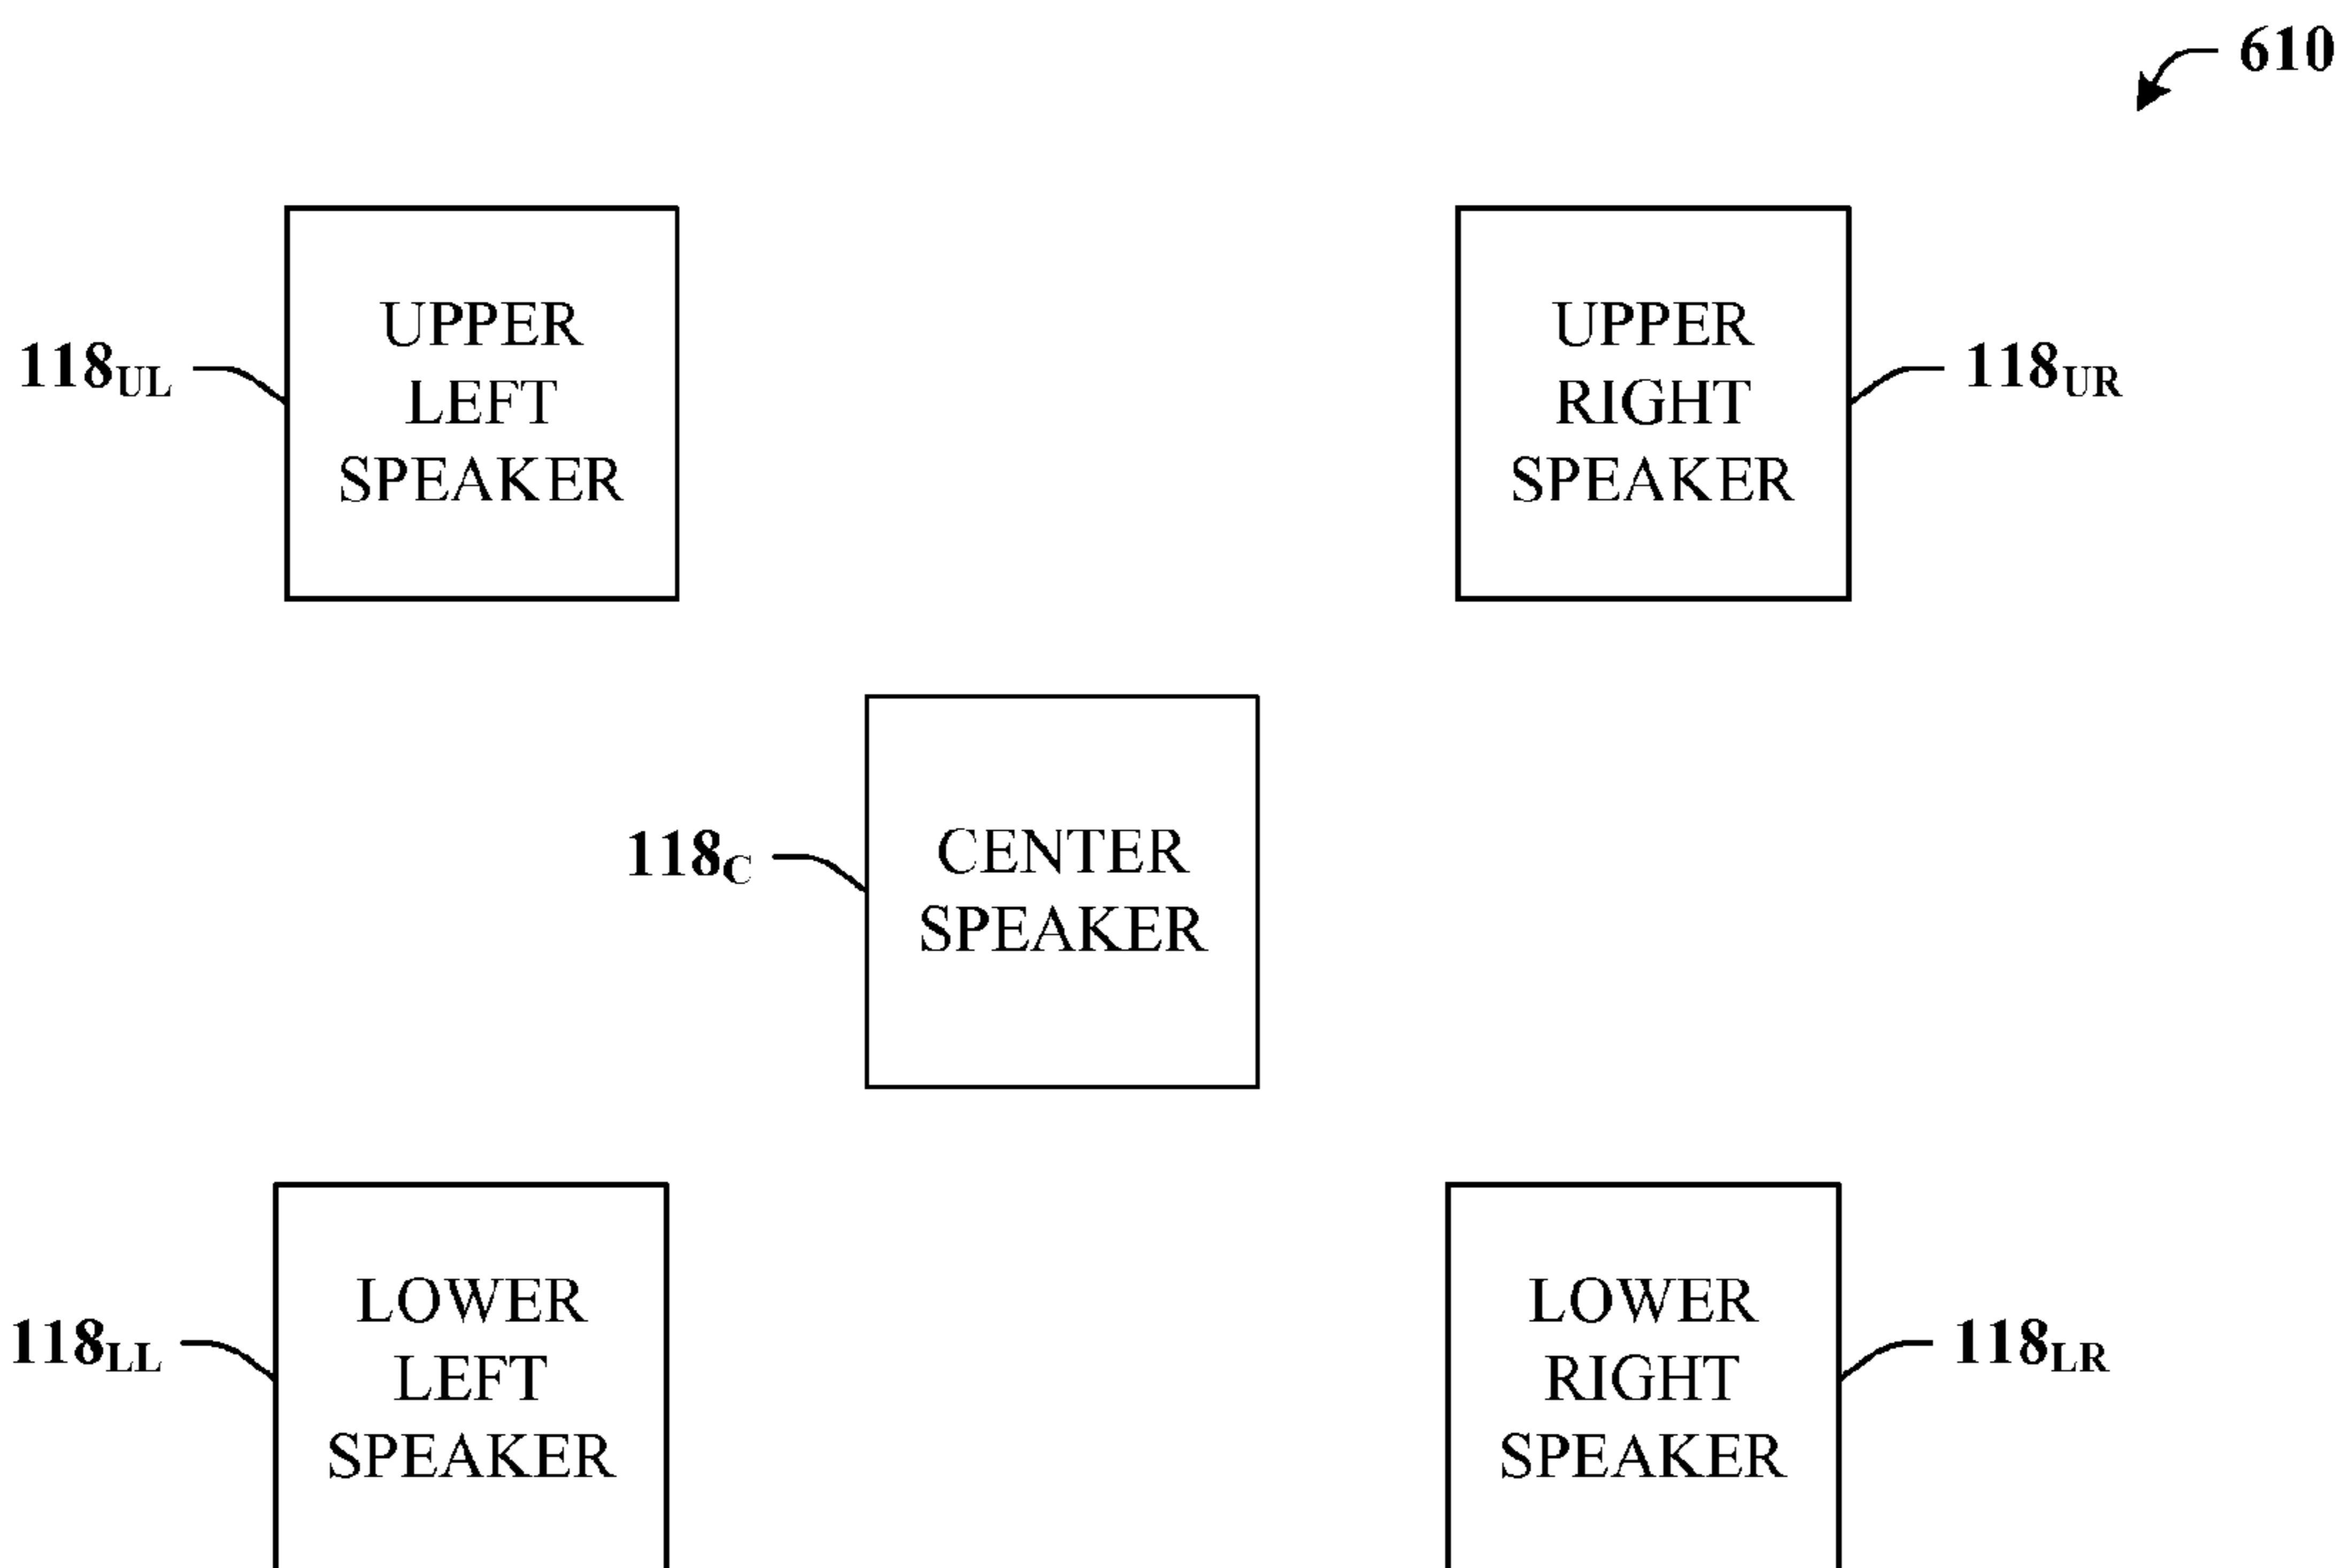 610
118UL
UPPER
LEFT
SPEAKER
UPPER
RIGHT
SPEAKER
118UR
118C
CENTER
SPEAKER
118LL
LOWER
LEFT
SPEAKER
LOWER
RIGHT
SPEAKER
118LR